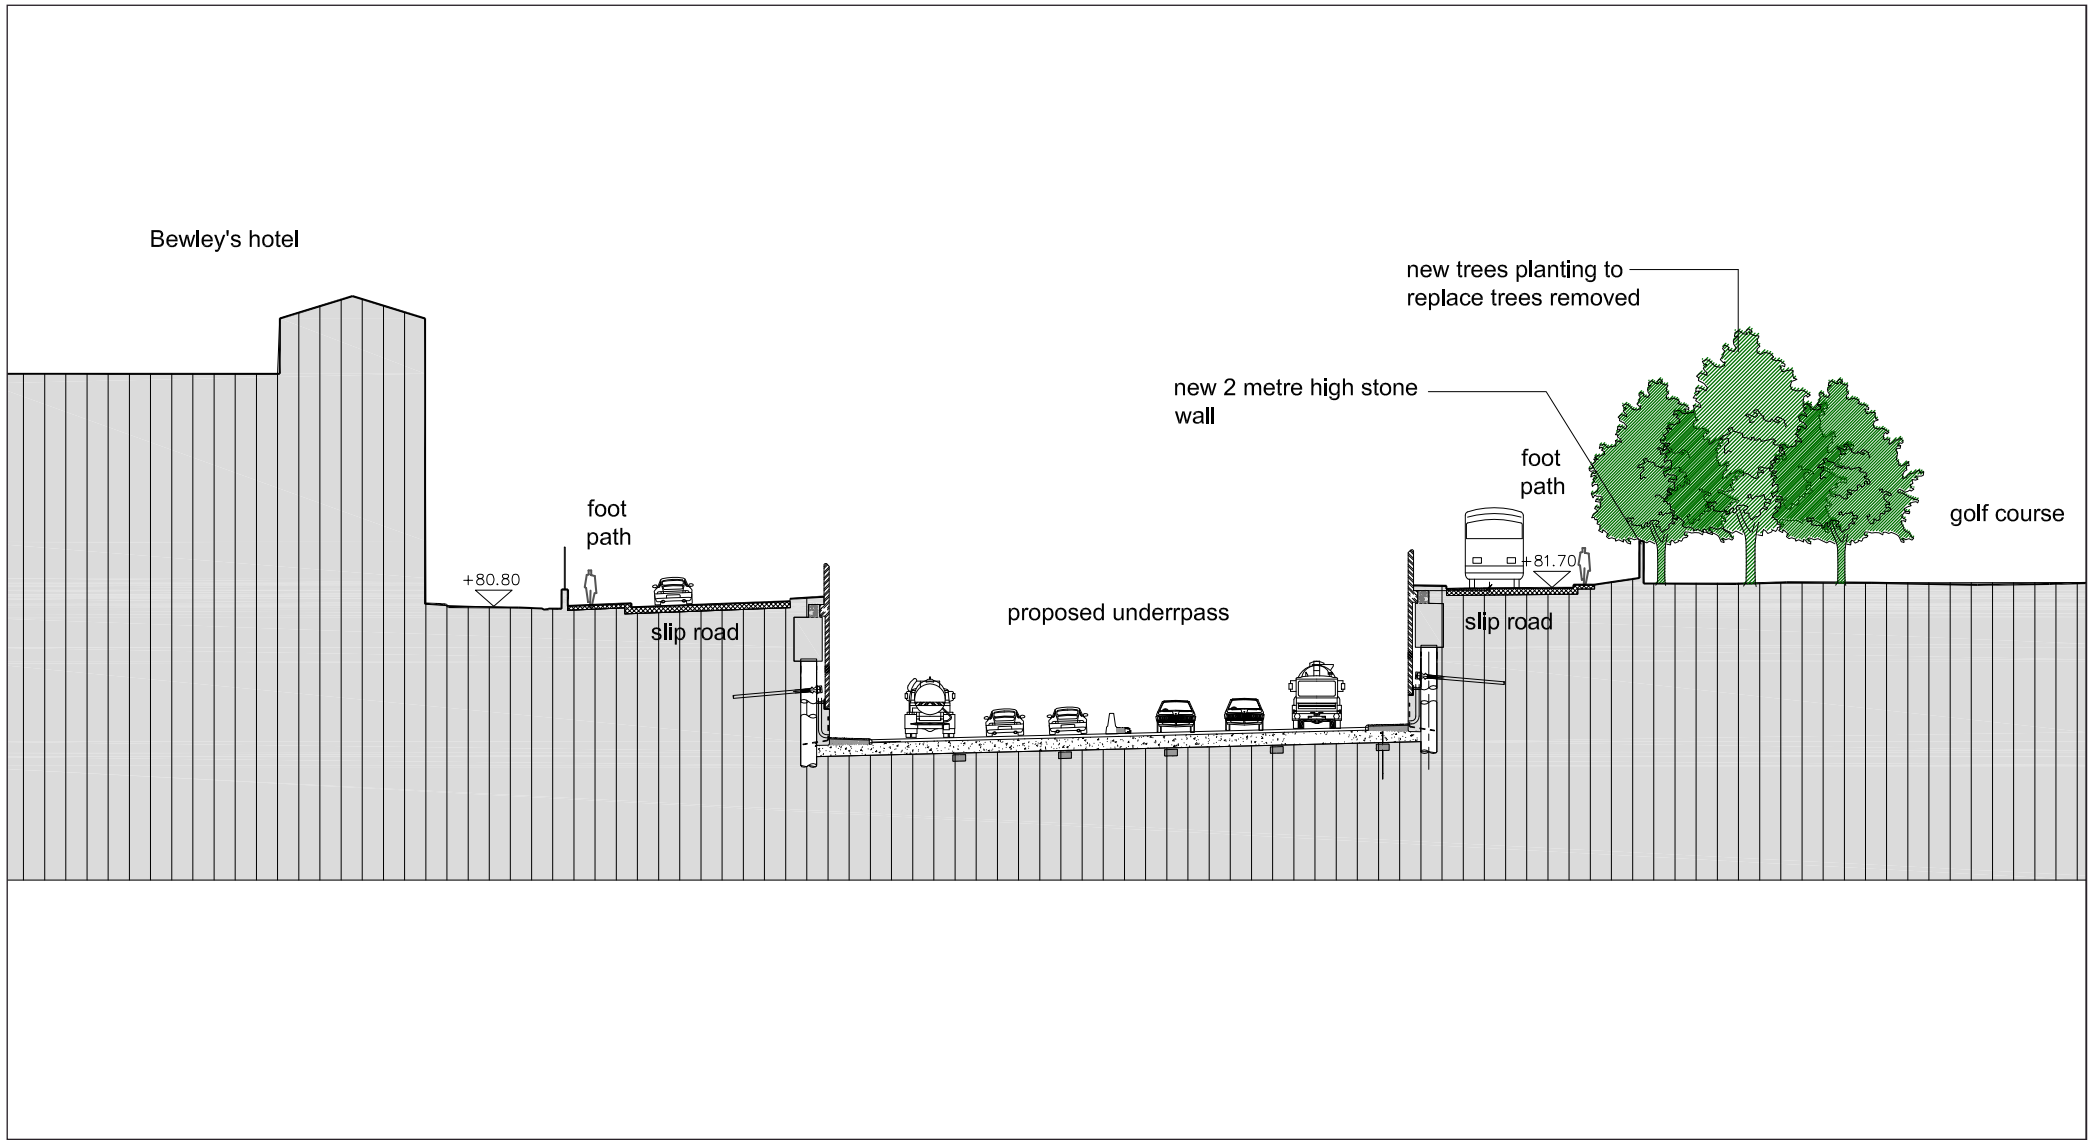 Bewley's hotel
new trees planting to
replace trees removed
new 2 metre high stone
wall
foot
path
golf course
foot
path
+80.80
+81.70
proposed underrpass
slip road
slip road